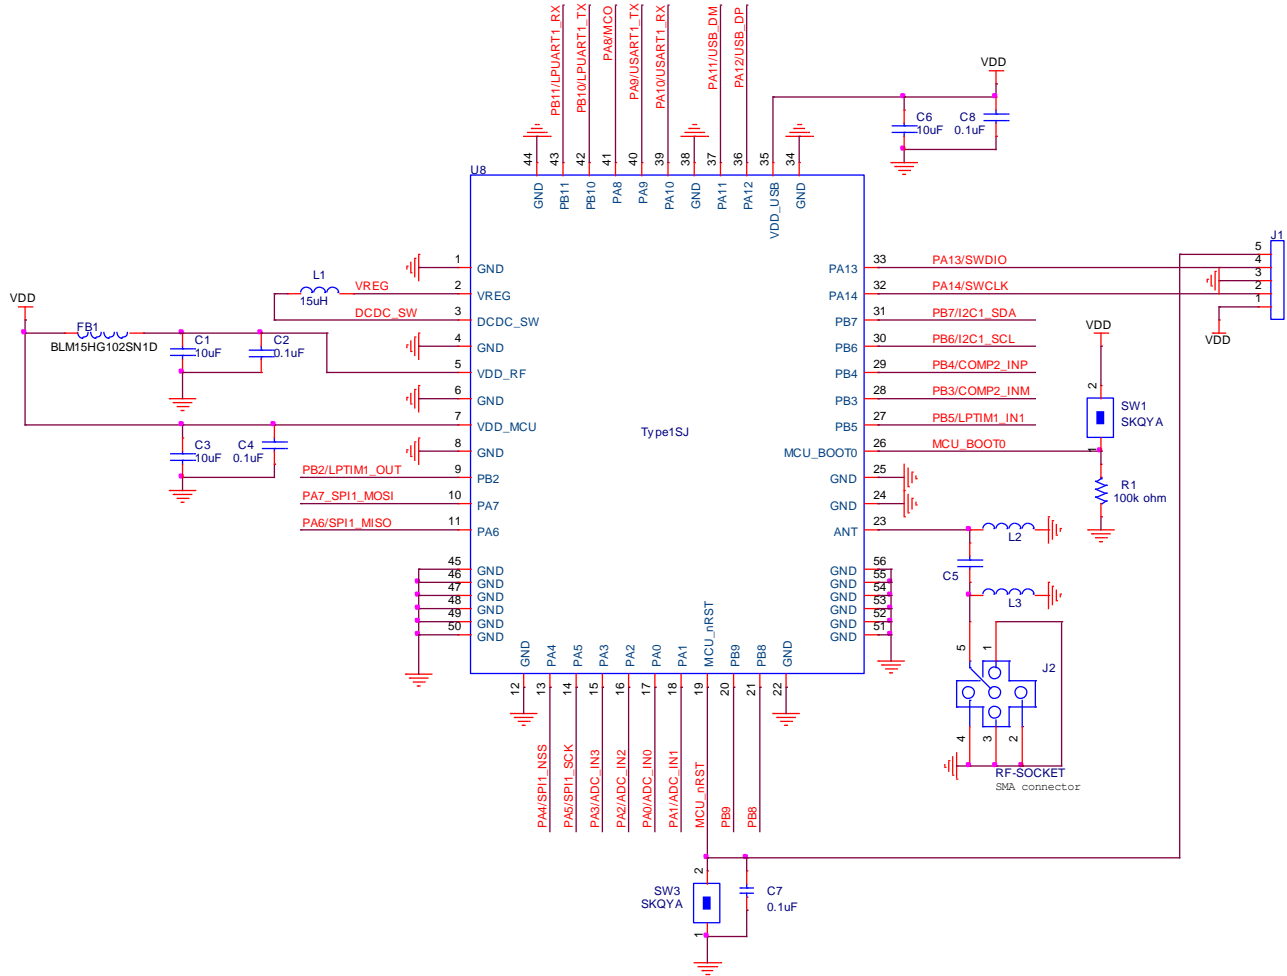 PB11/LPUART1_RX
PB10/LPUART1_TX
PA8/MCO
PA9/USART1_TX
PA10/USART1_RX
PA11/USB_DM
PA12/USB_DP
VDD
C6
10uF
C8
0.1uF
44
43
42
41
40
39
38
37
36
35
34
U8
GND
PB11
PB10
PA8
PA9
PA10
GND
PA11
PA12
VDD_USB
GND
1
GND
L1
15uH
VREG
2
VREG
DCDC_SW
3
DCDC_SW
4
GND
VDD
FB1
BLM15HG102SN1D
C1
10uF
C2
0.1uF
5
VDD_RF
6
GND
7
VDD_MCU
C3
10uF
C4
0.1uF
8
GND
PB2/LPTIM1_OUT
9
PB2
PA7_SPI1_MOSI
10
PA7
PA6/SPI1_MISO
11
PA6
45
GND
46
GND
47
GND
48
GND
49
GND
50
GND
Type1SJ
PA13
33
PA13/SWDIO
PA14
32
PA14/SWCLK
PB7
31
PB7/I2C1_SDA
PB6
30
PB6/I2C1_SCL
PB4
29
PB4/COMP2_INP
PB3
28
PB3/COMP2_INM
PB5
27
PB5/LPTIM1_IN1
MCU_BOOT0
26
MCU_BOOT0
GND
25
GND
24
ANT
23
56
GND
55
GND
54
GND
53
GND
52
GND
51
GND
J1
5
4
3
2
1
VDD
VDD
2
SW1
SKQYA
1
R1
100k ohm
L2
C5
L3
5
1
J2
4
3
2
RF-SOCKET
SMA connector
GND
PA4
PA5
PA3
PA2
PA0
PA1
MCU_nRST
PB9
PB8
GND
12
13
14
15
16
17
18
19
20
21
22
PA4/SPI1_NSS
PA5/SPI1_SCK
PA3/ADC_IN3
PA2/ADC_IN2
PA0/ADC_IN0
PA1/ADC_IN1
MCU_nRST
PB9
PB8
2
SW3
SKQYA
1
C7
0.1uF